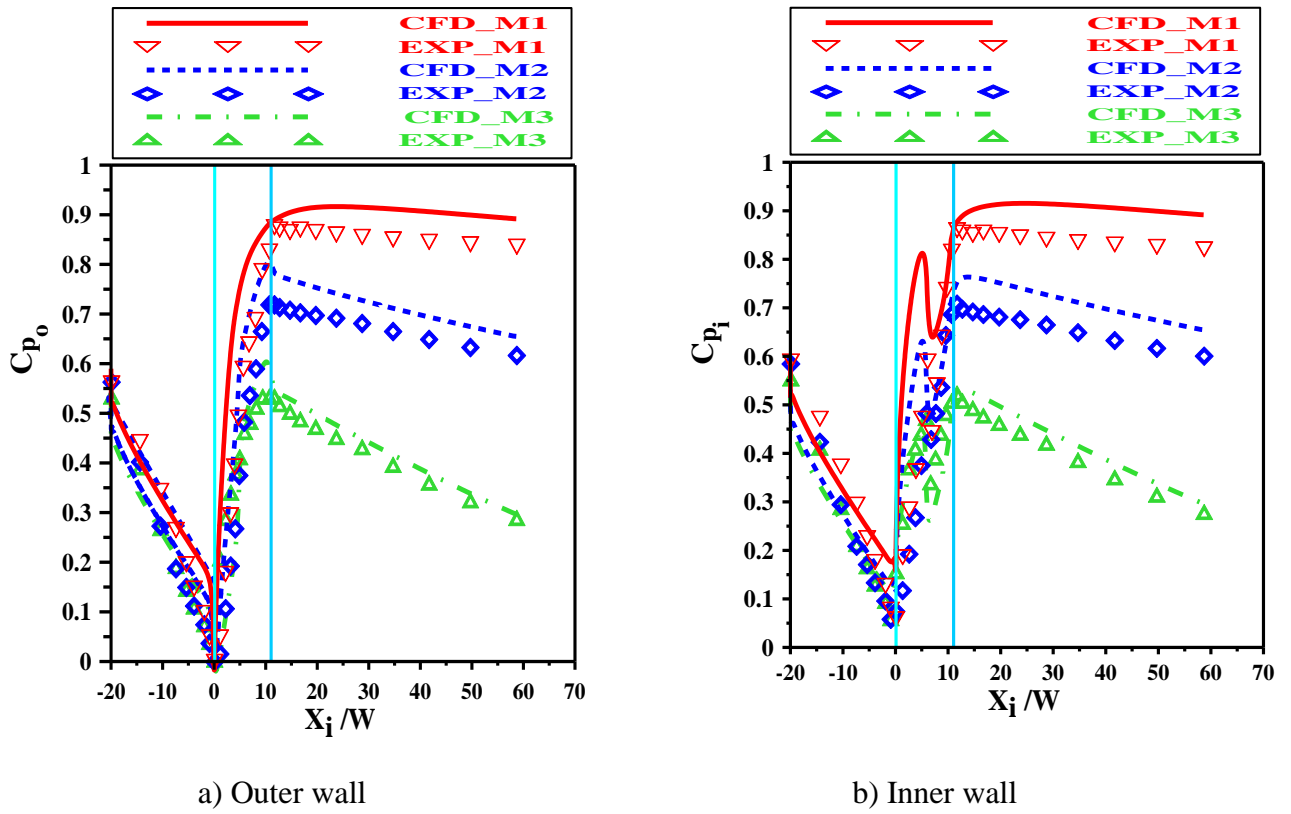 CFD_M1
EXP_M1
CFD_M2
EXP_M2
CFD_M3
EXP_M3
1
0.9
0.8
0.7
0.6
0.5
0.4
0.3
0.2
0.1
0
Cpo
-20 -10 0 10 20 30 40 50 60 70
Xi /W
a) Outer wall
CFD_M1
EXP_M1
CFD_M2
EXP_M2
CFD_M3
EXP_M3
1
0.9
0.8
0.7
0.6
0.5
0.4
0.3
0.2
0.1
0
Cpi
-20 -10 0 10 20 30 40 50 60 70
Xi /W
b) Inner wall